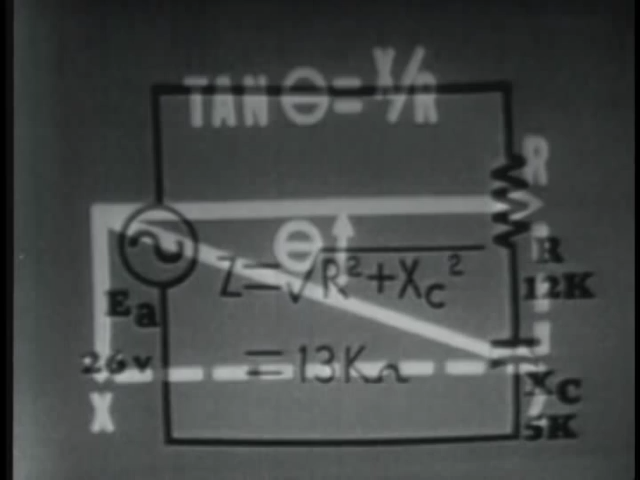 TAN Θ = X/R
R
Θ
Z = √R²+Xc²
R
12K
Ea
26v
= 13KΩ
X
Xc
5K